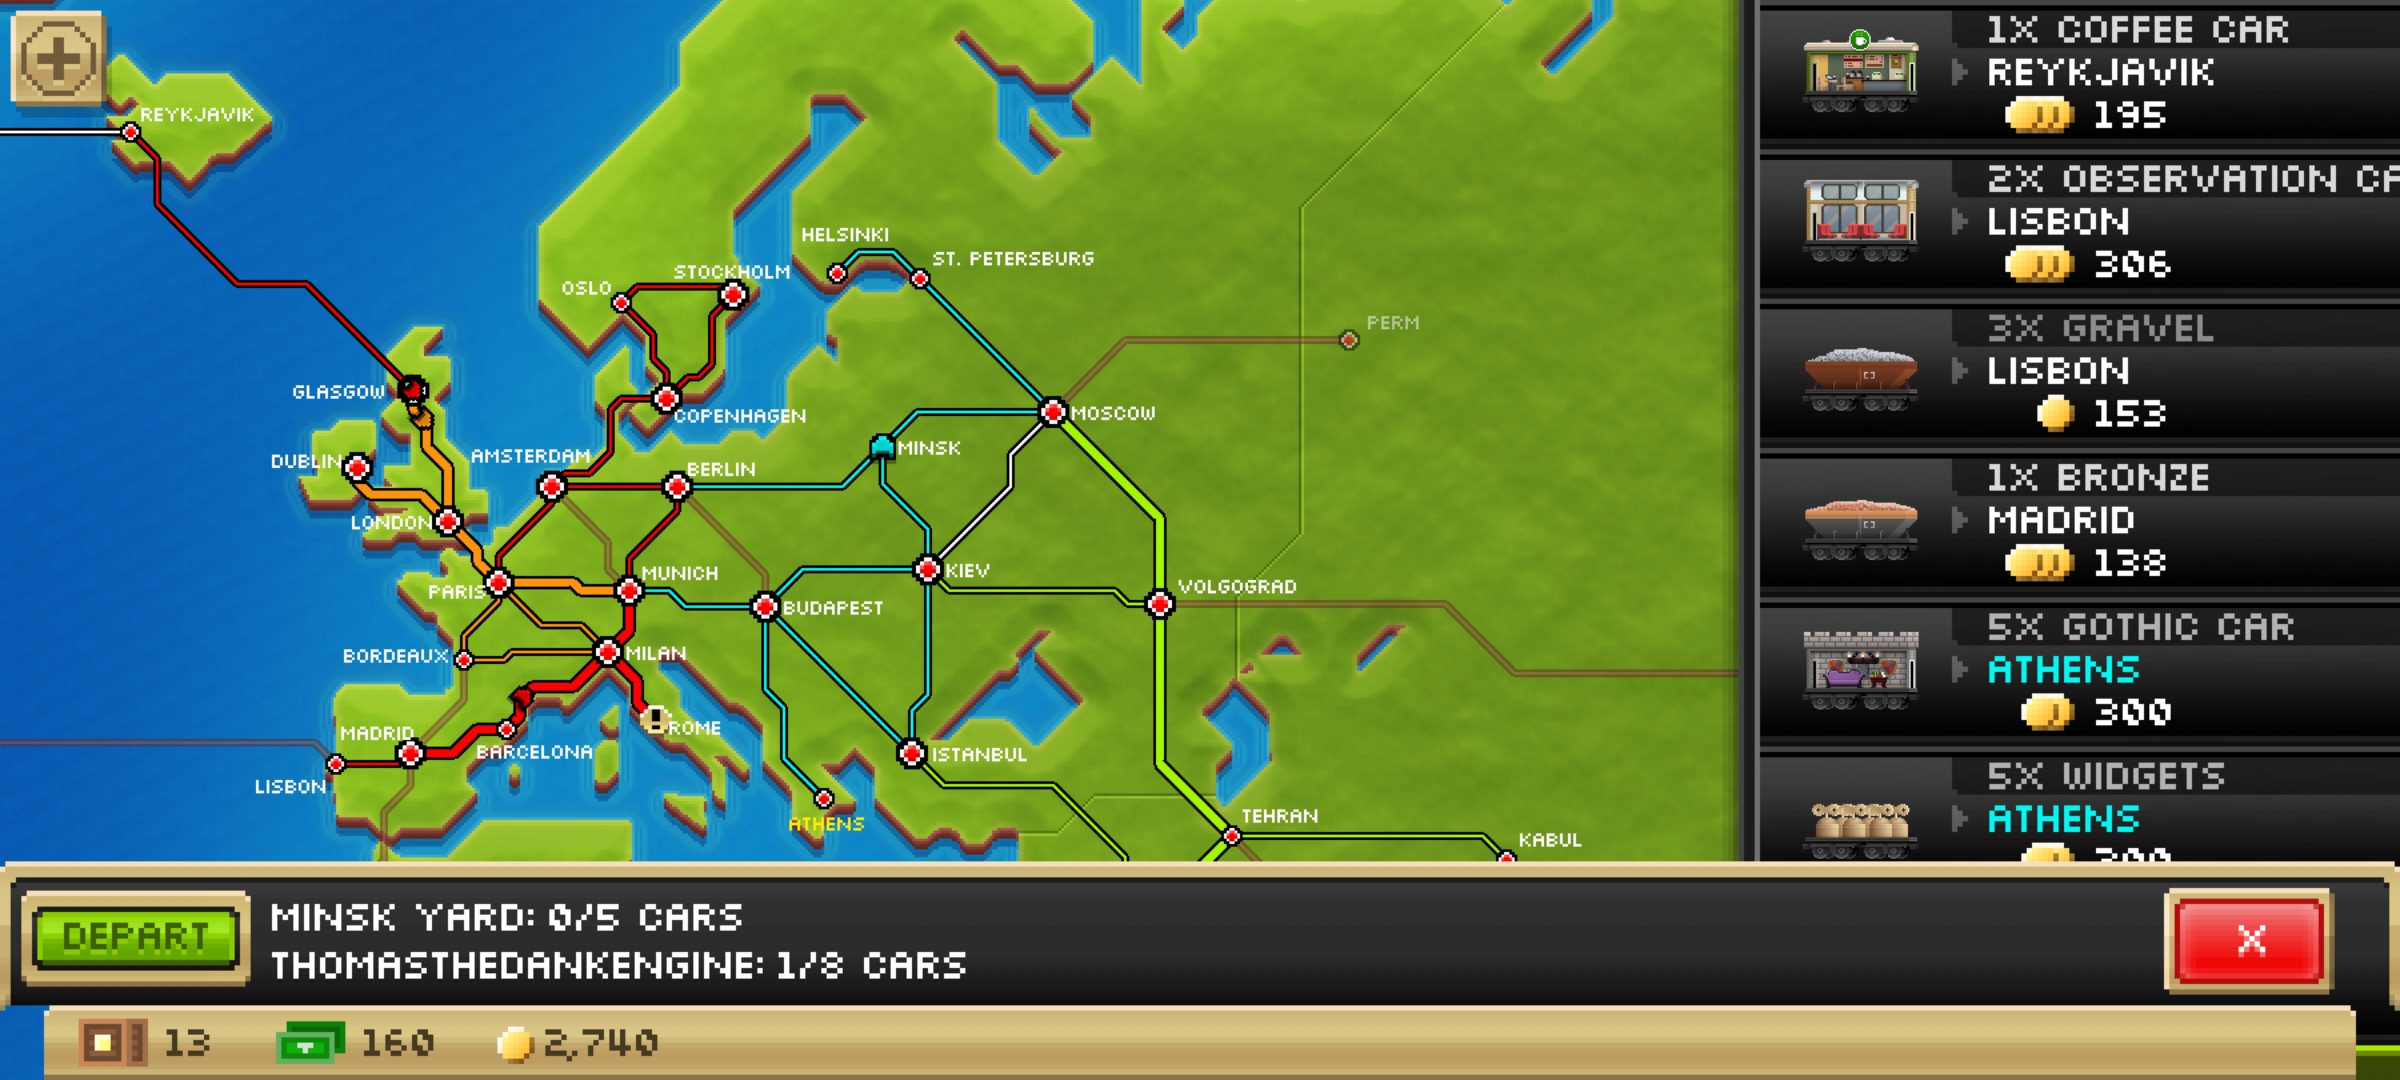 REYKJAVIK
HELSINKI
ST. PETERSBURG
STOCKHOLM
OSLO
PERM
GLASGOW
COPENHAGEN
MOSCOW
MINSK
DUBLIN
AMSTERDAM
BERLIN
LONDON
KIEV
MUNICH
PARIS
VOLGOGRAD
BUDAPEST
BORDEAUX
MILAN
MADRID
ROME
BARCELONA
ISTANBUL
LISBON
ATHENS
TEHRAN
KABUL
1X COFFEE CAR
REYKJAVIK
195
2X OBSERVATION CA
LISBON
306
3X GRAVEL
LISBON
153
1X BRONZE
MADRID
138
5X GOTHIC CAR
ATHENS
300
5X WIDGETS
ATHENS
300
DEPART
MINSK YARD: 0/5 CARS
THOMASTHEDANKENGINE: 1/8 CARS
X
13
160
2,740